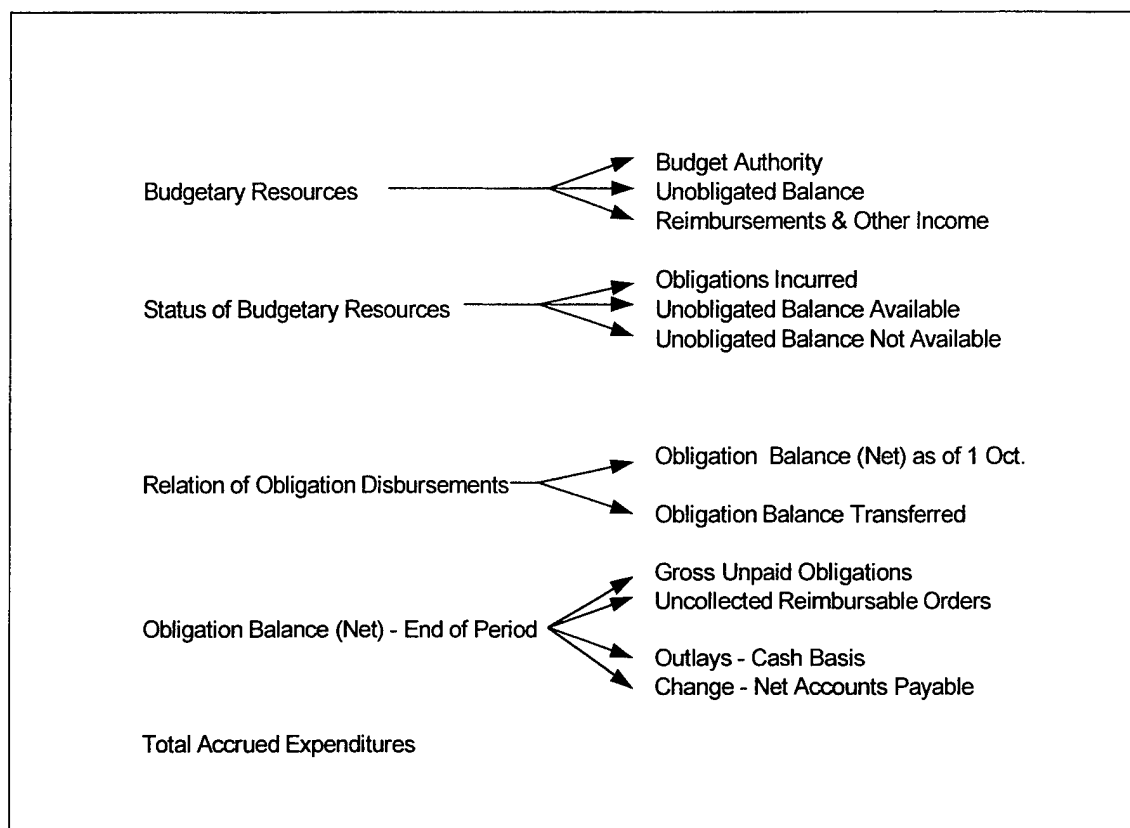 Budgetary Resources
Budget Authority
Unobligated Balance
Reimbursements & Other Income
Status of Budgetary Resources
Obligations Incurred
Unobligated Balance Available
Unobligated Balance Not Available
Relation of Obligation Disbursements
Obligation Balance (Net) as of 1 Oct.
Obligation Balance Transferred
Obligation Balance (Net) - End of Period
Gross Unpaid Obligations
Uncollected Reimbursable Orders
Outlays - Cash Basis
Change - Net Accounts Payable
Total Accrued Expenditures